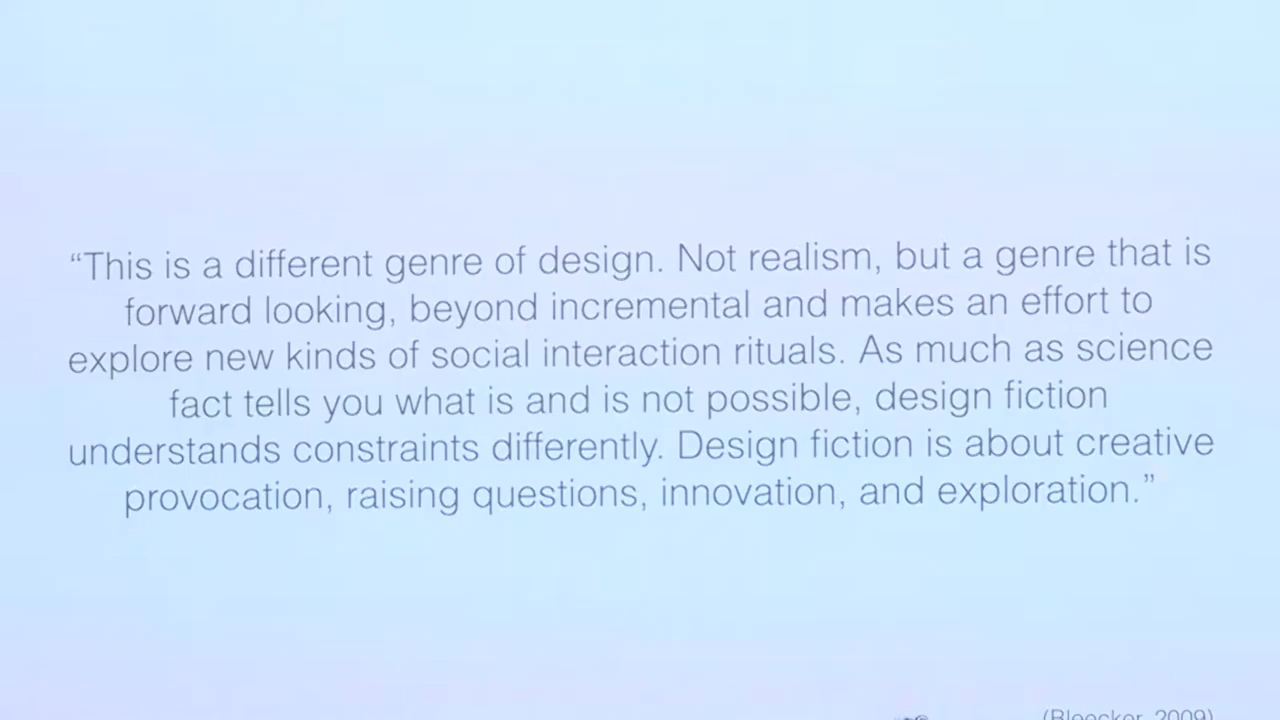 “This is a different genre of design. Not realism, but a genre that is
forward looking, beyond incremental and makes an effort to
explore new kinds of social interaction rituals. As much as science
fact tells you what is and is not possible, design fiction
understands constraints differently. Design fiction is about creative
provocation, raising questions, innovation, and exploration.”
(Bleecker, 2009)